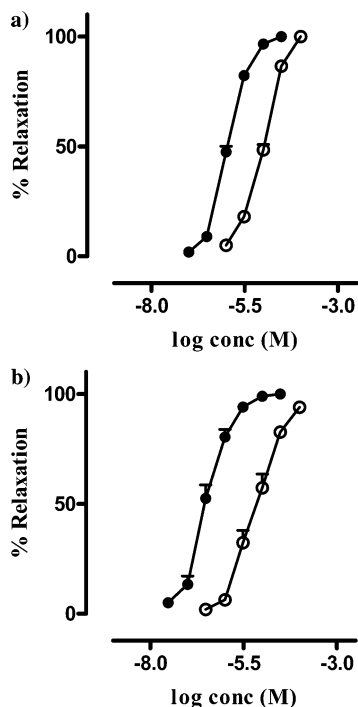 a)
% Relaxation
100
50
0
-8.0 -5.5 -3.0
log conc (M)
b)
% Relaxation
100
50
0
-8.0 -5.5 -3.0
log conc (M)